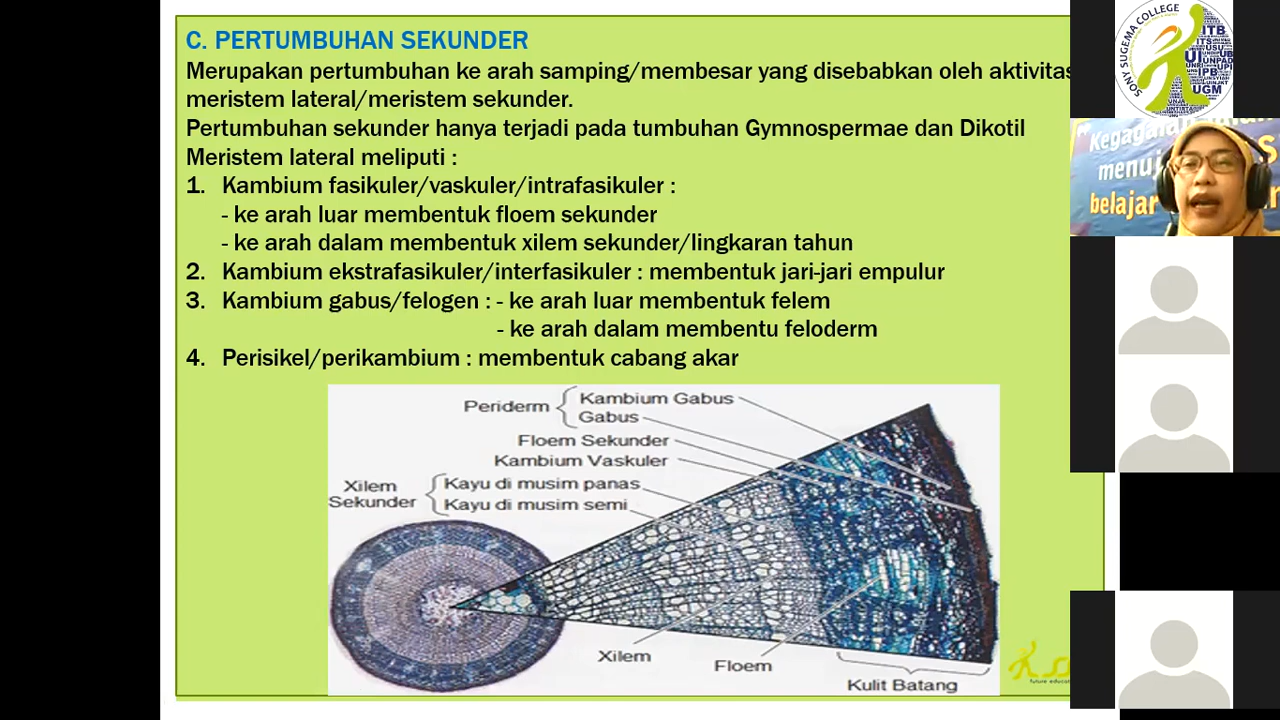 C. PERTUMBUHAN SEKUNDER
Merupakan pertumbuhan ke arah samping/membesar yang disebabkan oleh aktivitas
meristem lateral/meristem sekunder.
Pertumbuhan sekunder hanya terjadi pada tumbuhan Gymnospermae dan Dikotil
Meristem lateral meliputi :
1. Kambium fasikuler/vaskuler/intrafasikuler :
- ke arah luar membentuk floem sekunder
- ke arah dalam membentuk xilem sekunder/lingkaran tahun
2. Kambium ekstrafasikuler/interfasikuler : membentuk jari-jari empulur
3. Kambium gabus/felogen : - ke arah luar membentuk felem
- ke arah dalam membentu feloderm
4. Perisikel/perikambium : membentuk cabang akar
Periderm
Kambium Gabus
Gabus
Floem Sekunder
Kambium Vaskuler
Xilem
Sekunder
Kayu di musim panas
Kayu di musim semi
Xilem
Floem
Kulit Batang
SONY SUGEMA COLLEGE
ITB
UI
IPB
UGM
UNPAD
menuj
belajar